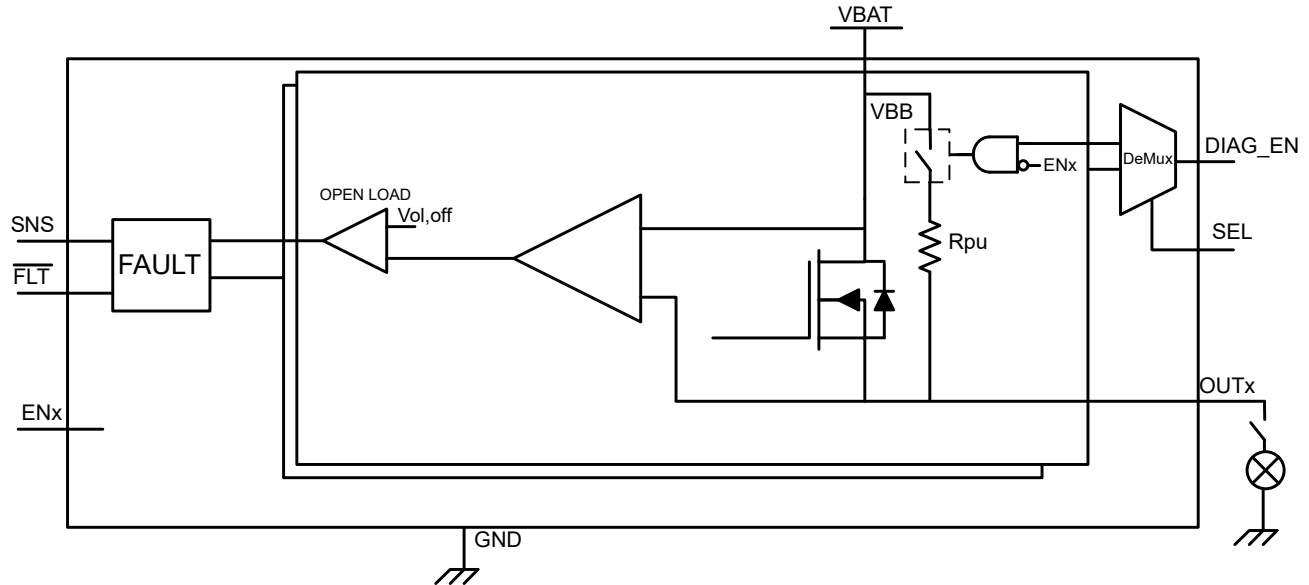 VBAT
VBB
DIAG_EN
DeMux
ENx
OPEN LOAD
Vol,off
SNS
SEL
Rpu
FAULT
FLT
OUTx
ENx
GND